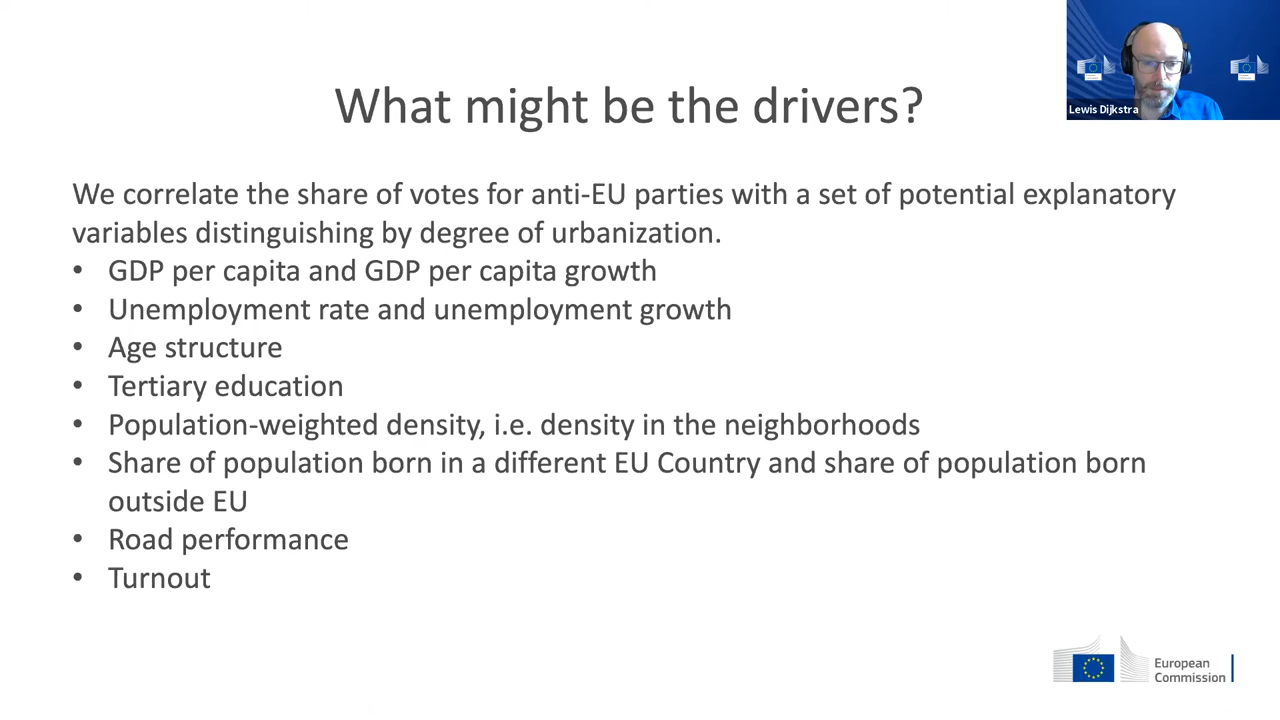 What might be the drivers?
Lewis Dijkstra
We correlate the share of votes for anti-EU parties with a set of potential explanatory
variables distinguishing by degree of urbanization.
• GDP per capita and GDP per capita growth
• Unemployment rate and unemployment growth
• Age structure
• Tertiary education
• Population-weighted density, i.e. density in the neighborhoods
• Share of population born in a different EU Country and share of population born
outside EU
• Road performance
• Turnout
European
Commission